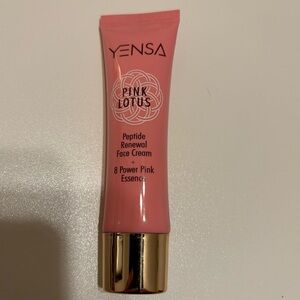 YENSA
PINK
LOTUS
Peptide
Renewal
Face Cream
+
8 Power Pink
Essence